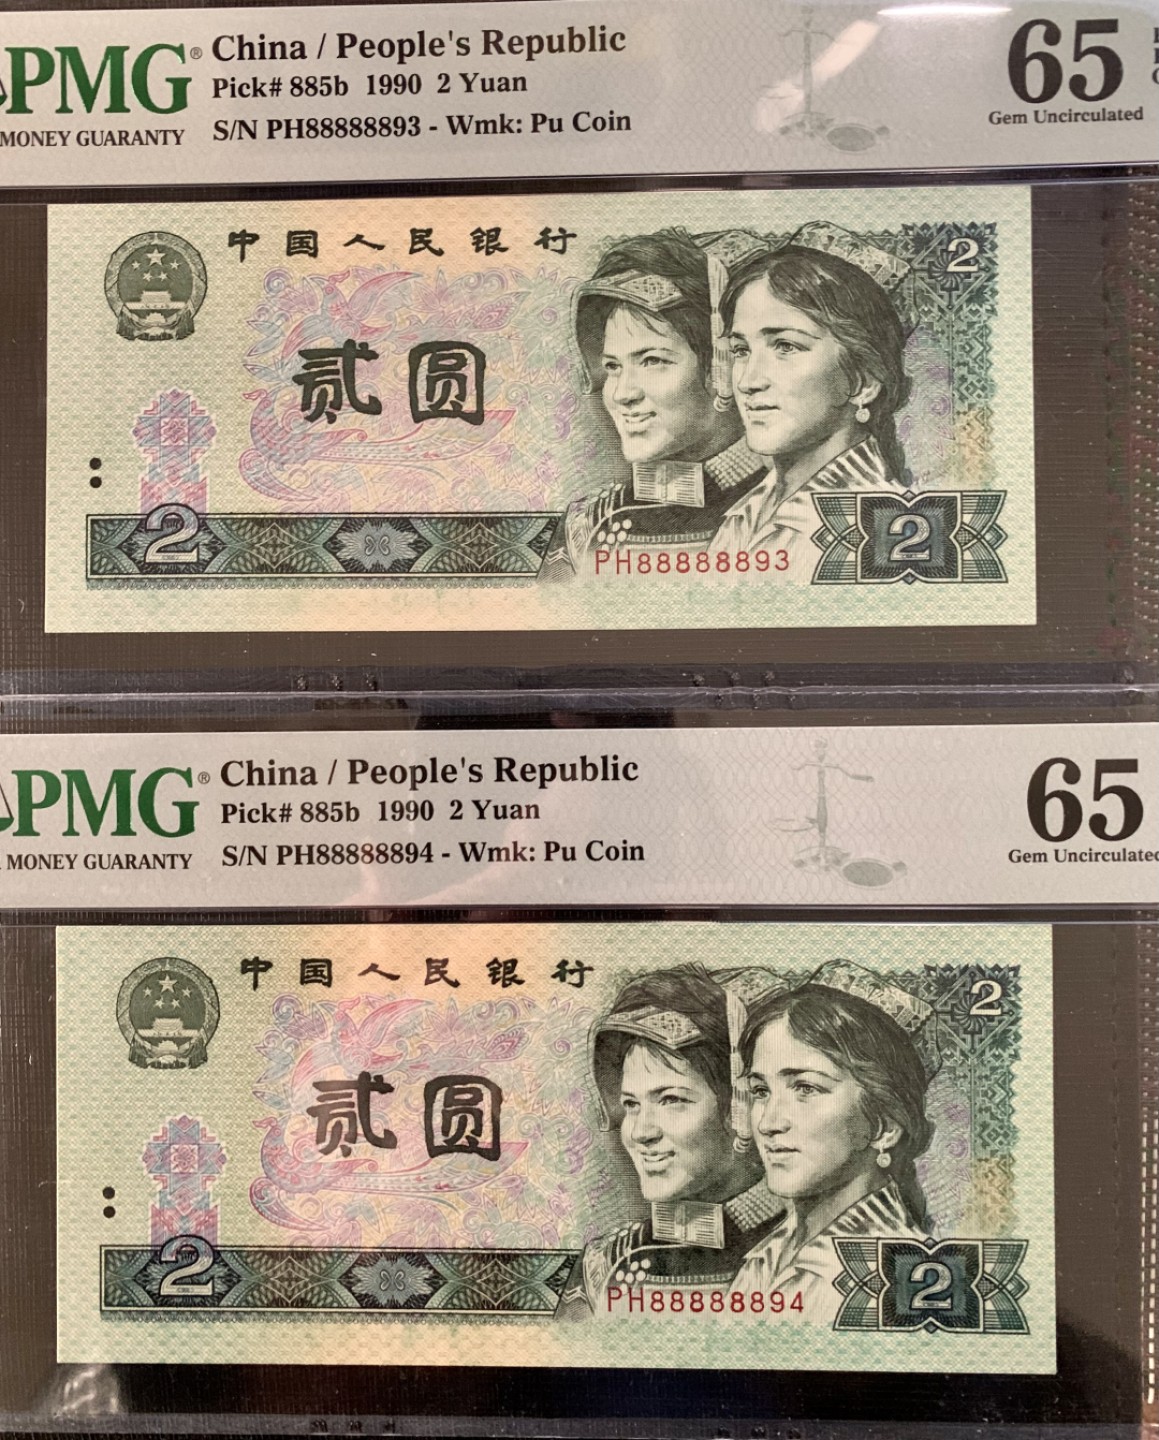 PMG® China / People's Republic
Pick# 885b 1990 2 Yuan
MONEY GUARANTY S/N PH88888893 - Wmk: Pu Coin
65
Gem Uncirculated
中国人民银行
2
贰圆
2
PH88888893
2
PMG® China / People's Republic
Pick# 885b 1990 2 Yuan
MONEY GUARANTY S/N PH88888894 - Wmk: Pu Coin
65
Gem Uncirculated
中国人民银行
2
贰圆
2
PH88888894
2